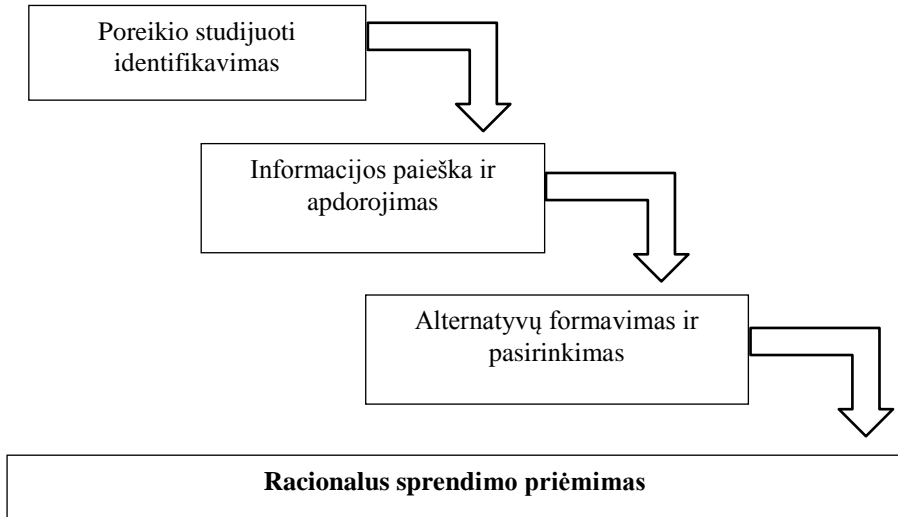 Poreikio studijuoti
identifikavimas
Informacijos paieška ir
apdorojimas
Alternatyvų formavimas ir
pasirinkimas
Racionalus sprendimo priėmimas